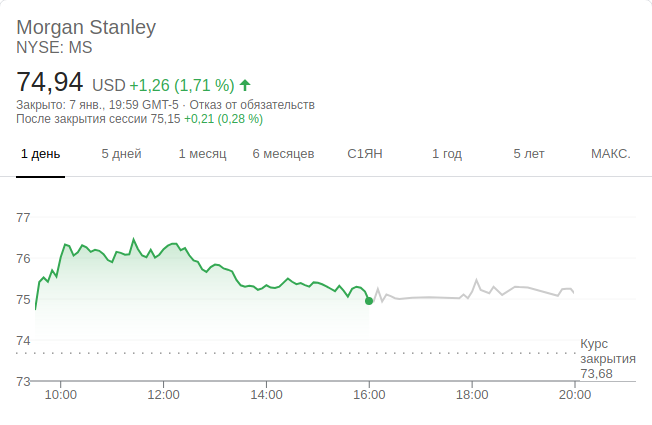 Morgan Stanley
NYSE: MS
74,94 USD +1,26 (1,71 %) ↑
Закрыто: 7 янв., 19:59 GMT-5 · Отказ от обязательств
После закрытия сессии 75,15 +0,21 (0,28 %)
1 день 5 дней 1 месяц 6 месяцев С1ЯН 1 год 5 лет МАКС.
77
76
75
74
Курс
закрытия
73,68
73
10:00 12:00 14:00 16:00 18:00 20:00